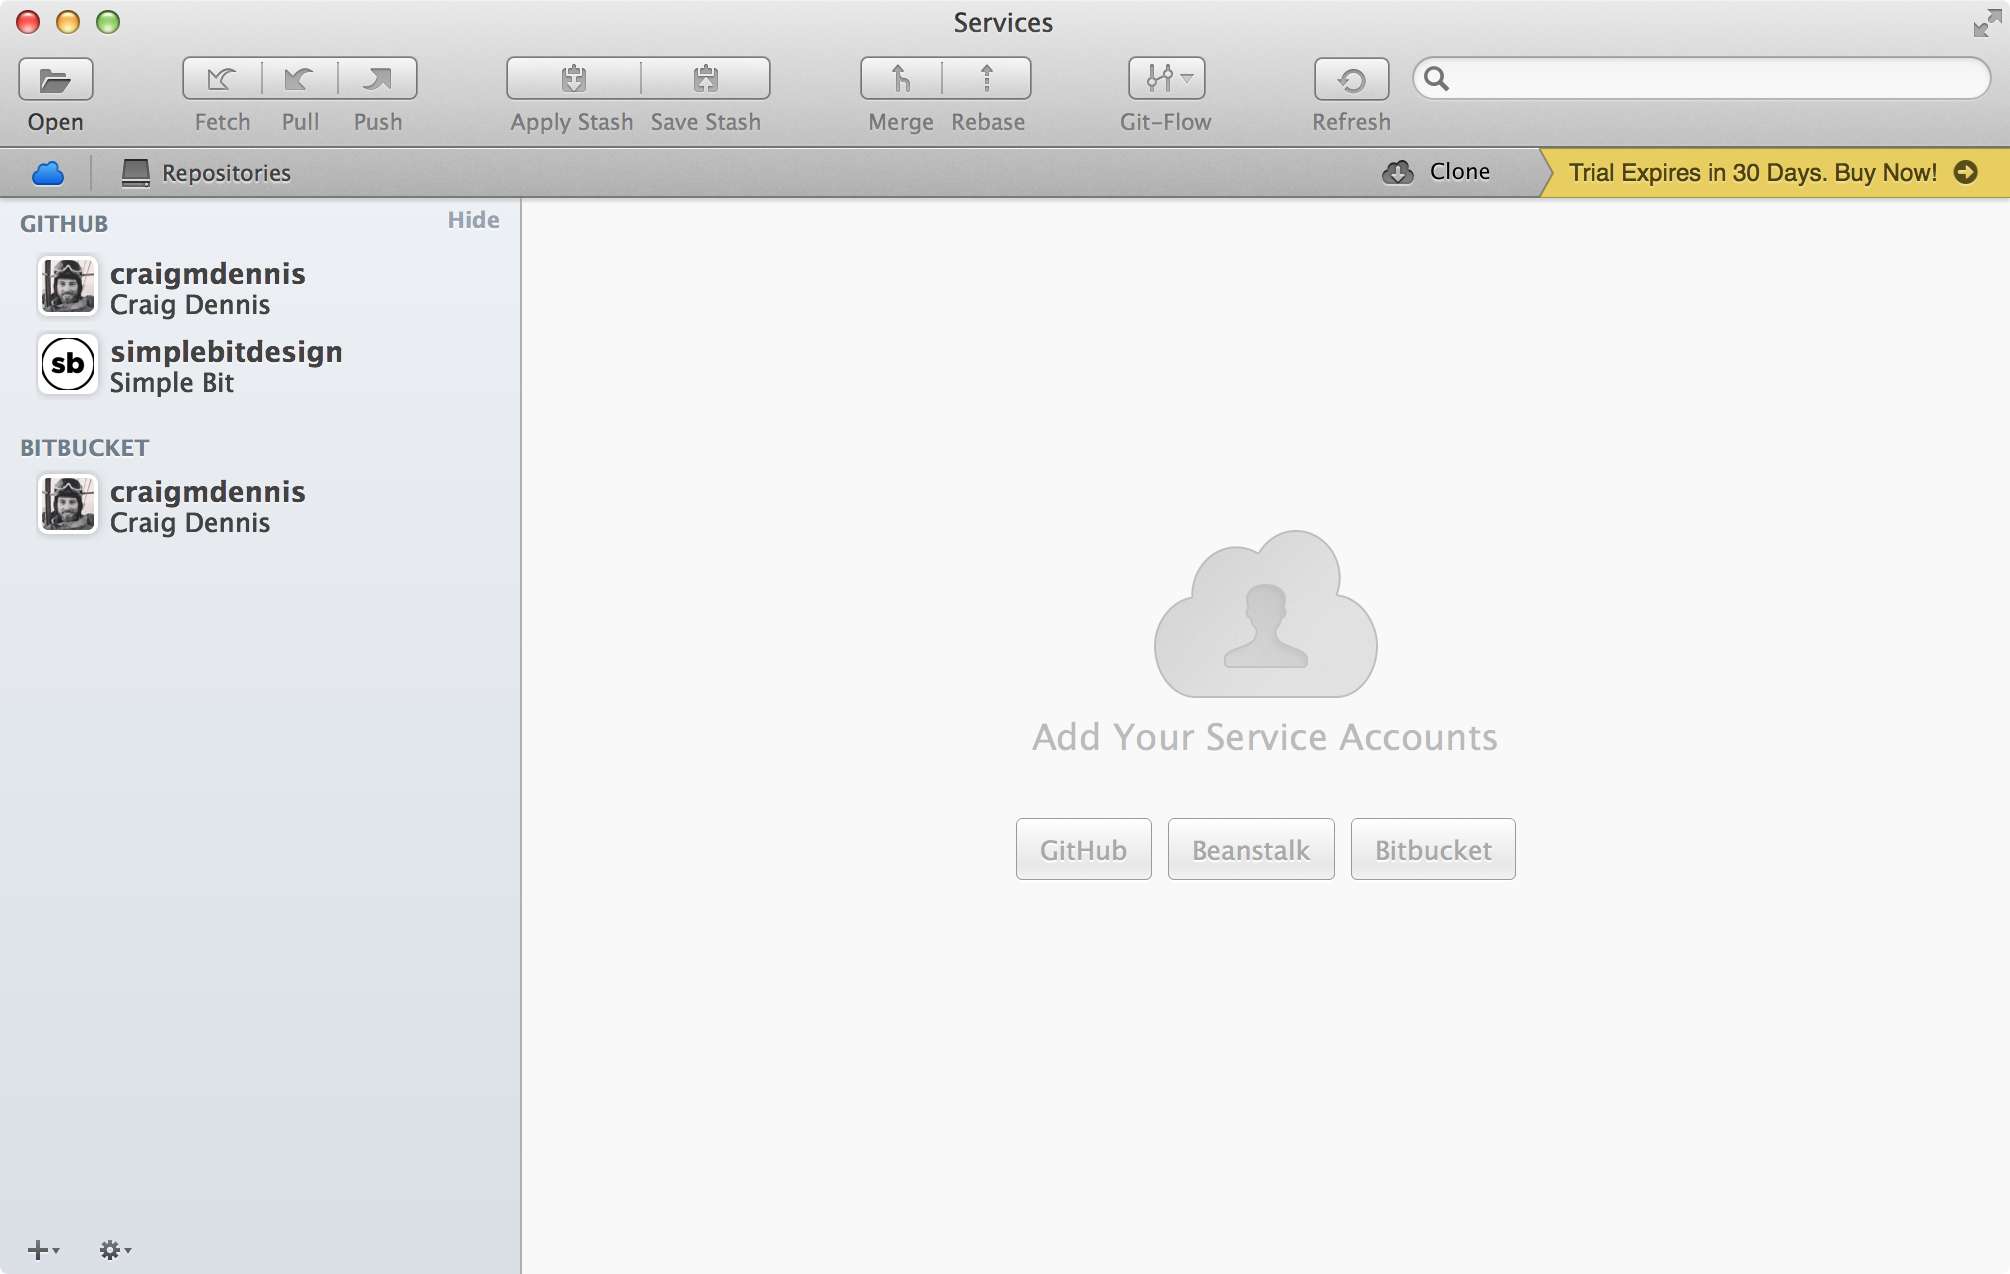 Services
Open
Fetch Pull Push
Apply Stash Save Stash
Merge Rebase
Git-Flow
Refresh
Repositories
Clone
Trial Expires in 30 Days. Buy Now!
GITHUB
Hide
craigmdennis
Craig Dennis
sb
simplebitdesign
Simple Bit
BITBUCKET
craigmdennis
Craig Dennis
Add Your Service Accounts
GitHub
Beanstalk
Bitbucket